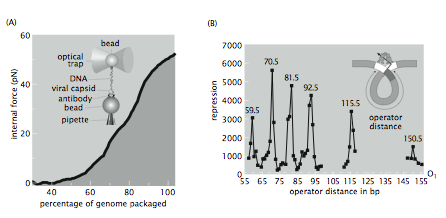 (A)
bead
optical
trap
DNA
viral capsid
antibody
bead
pipette
internal force (pN)
60
40
20
0
40
60
80
100
percentage of genome packaged
(B)
repression
7000
6000
5000
4000
3000
2000
1000
0
59.5
70.5
81.5
92.5
115.5
150.5
operator
distance
55 65 75 85 95 105 115 125 135 145 155
O1
operator distance in bp